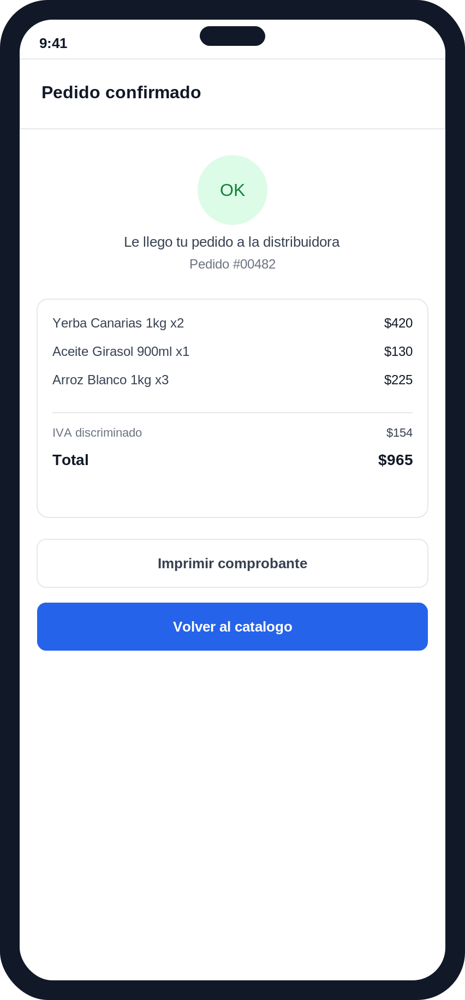 9:41
Pedido confirmado
OK
Le llego tu pedido a la distribuidora
Pedido #00482
Yerba Canarias 1kg x2 $420
Aceite Girasol 900ml x1 $130
Arroz Blanco 1kg x3 $225
IVA discriminado $154
Total $965
Imprimir comprobante
Volver al catalogo